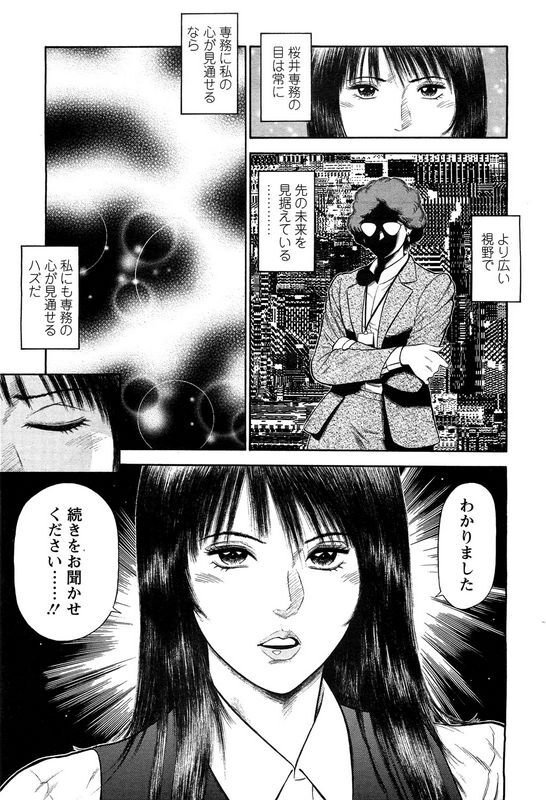 桜井専務の
目は常に
より広い
視野で
先の未来を
見据えている
…………
専務に私の
心が見通せる
なら
私にも専務の
心が見通せる
ハズだ
わかりました
続きをお聞かせ
ください……!!